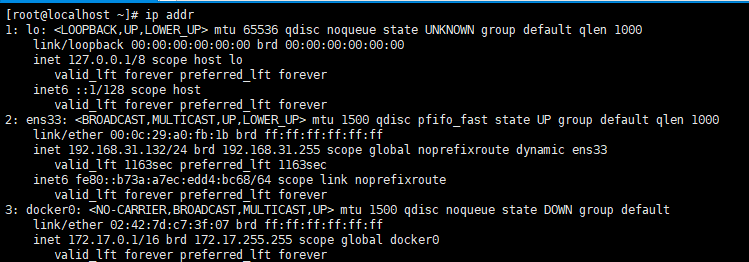 [root@localhost ~]# ip addr
1: lo: <LOOPBACK,UP,LOWER_UP> mtu 65536 qdisc noqueue state UNKNOWN group default qlen 1000
    link/loopback 00:00:00:00:00:00 brd 00:00:00:00:00:00
    inet 127.0.0.1/8 scope host lo
       valid_lft forever preferred_lft forever
    inet6 ::1/128 scope host
       valid_lft forever preferred_lft forever
2: ens33: <BROADCAST,MULTICAST,UP,LOWER_UP> mtu 1500 qdisc pfifo_fast state UP group default qlen 1000
    link/ether 00:0c:29:a0:fb:1b brd ff:ff:ff:ff:ff:ff
    inet 192.168.31.132/24 brd 192.168.31.255 scope global noprefixroute dynamic ens33
       valid_lft 1163sec preferred_lft 1163sec
    inet6 fe80::b73a:a7ec:edd4:bc68/64 scope link noprefixroute
       valid_lft forever preferred_lft forever
3: docker0: <NO-CARRIER,BROADCAST,MULTICAST,UP> mtu 1500 qdisc noqueue state DOWN group default
    link/ether 02:42:7d:c7:3f:07 brd ff:ff:ff:ff:ff:ff
    inet 172.17.0.1/16 brd 172.17.255.255 scope global docker0
       valid_lft forever preferred_lft forever